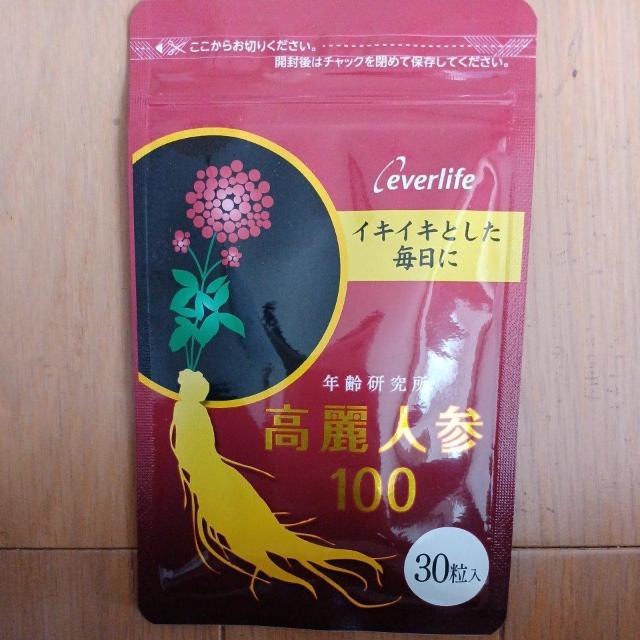 ここからお切りください。
開封後はチャックを閉めて保存してください。
everlife
イキイキとした
毎日に
年齢研究所
高麗人参
100
30粒入